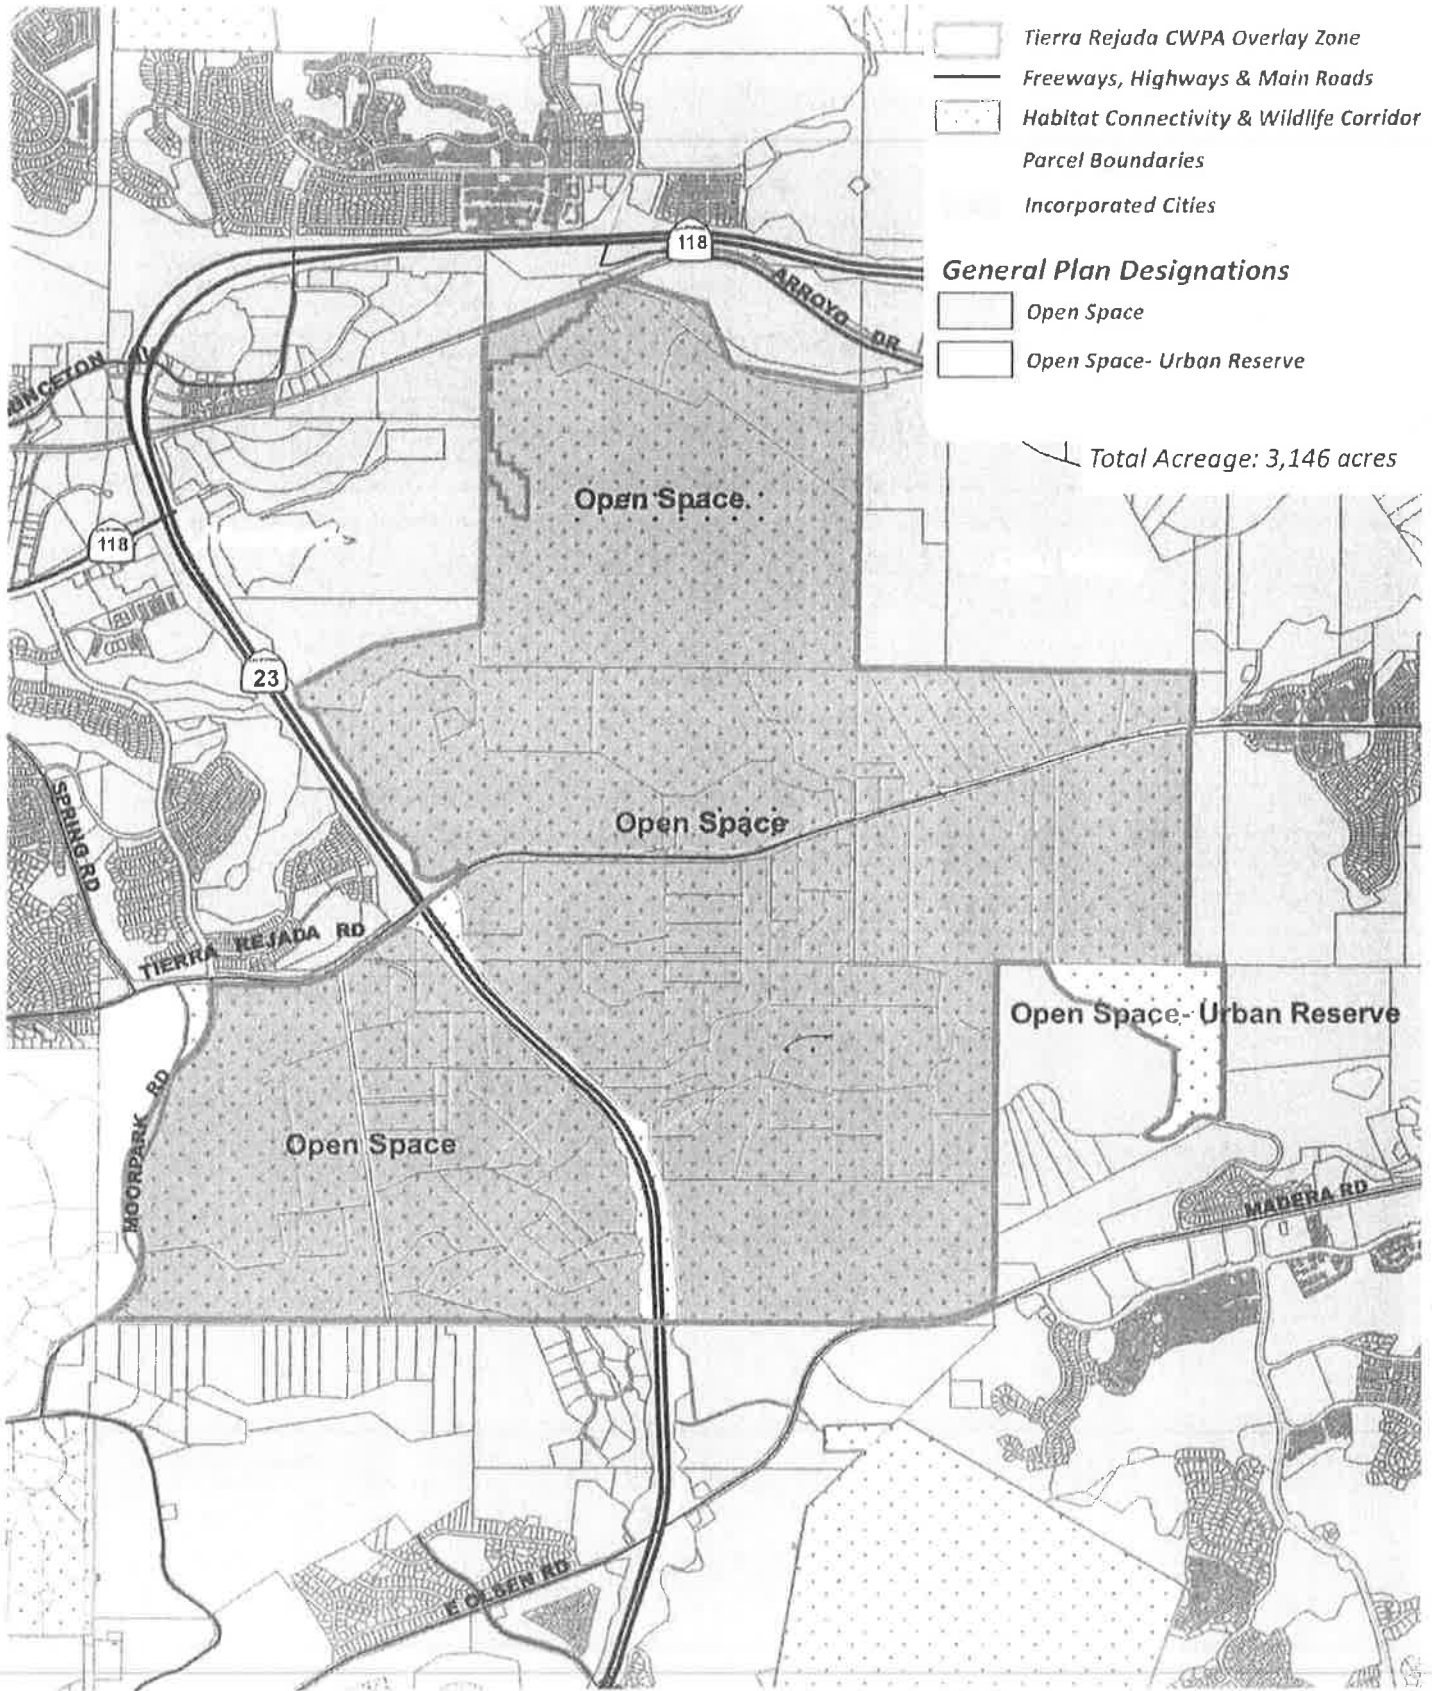 Tierra Rejada CWPA Overlay Zone
Freeways, Highways & Main Roads
Habitat Connectivity & Wildlife Corridor
Parcel Boundaries
Incorporated Cities
General Plan Designations
Open Space
Open Space- Urban Reserve
Total Acreage: 3,146 acres
118
ARROYO DR
Open Space
118
23
SPRING RD
Open Space
TIERRA REJADA RD
Open Space- Urban Reserve
MOORPARK RD
Open Space
MADERA RD
E OLSEN RD